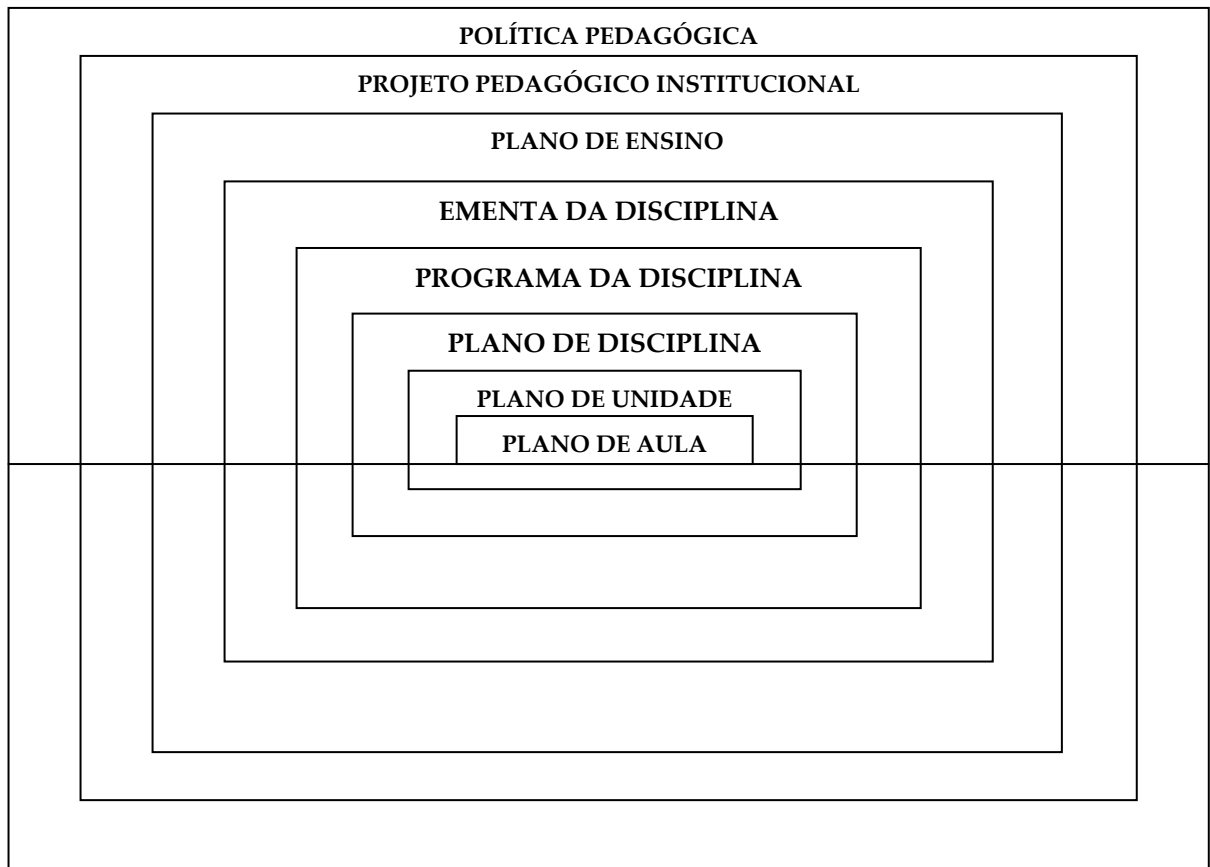 POLÍTICA PEDAGÓGICA
PROJETO PEDAGÓGICO INSTITUCIONAL
PLANO DE ENSINO
EMENTA DA DISCIPLINA
PROGRAMA DA DISCIPLINA
PLANO DE DISCIPLINA
PLANO DE UNIDADE
PLANO DE AULA